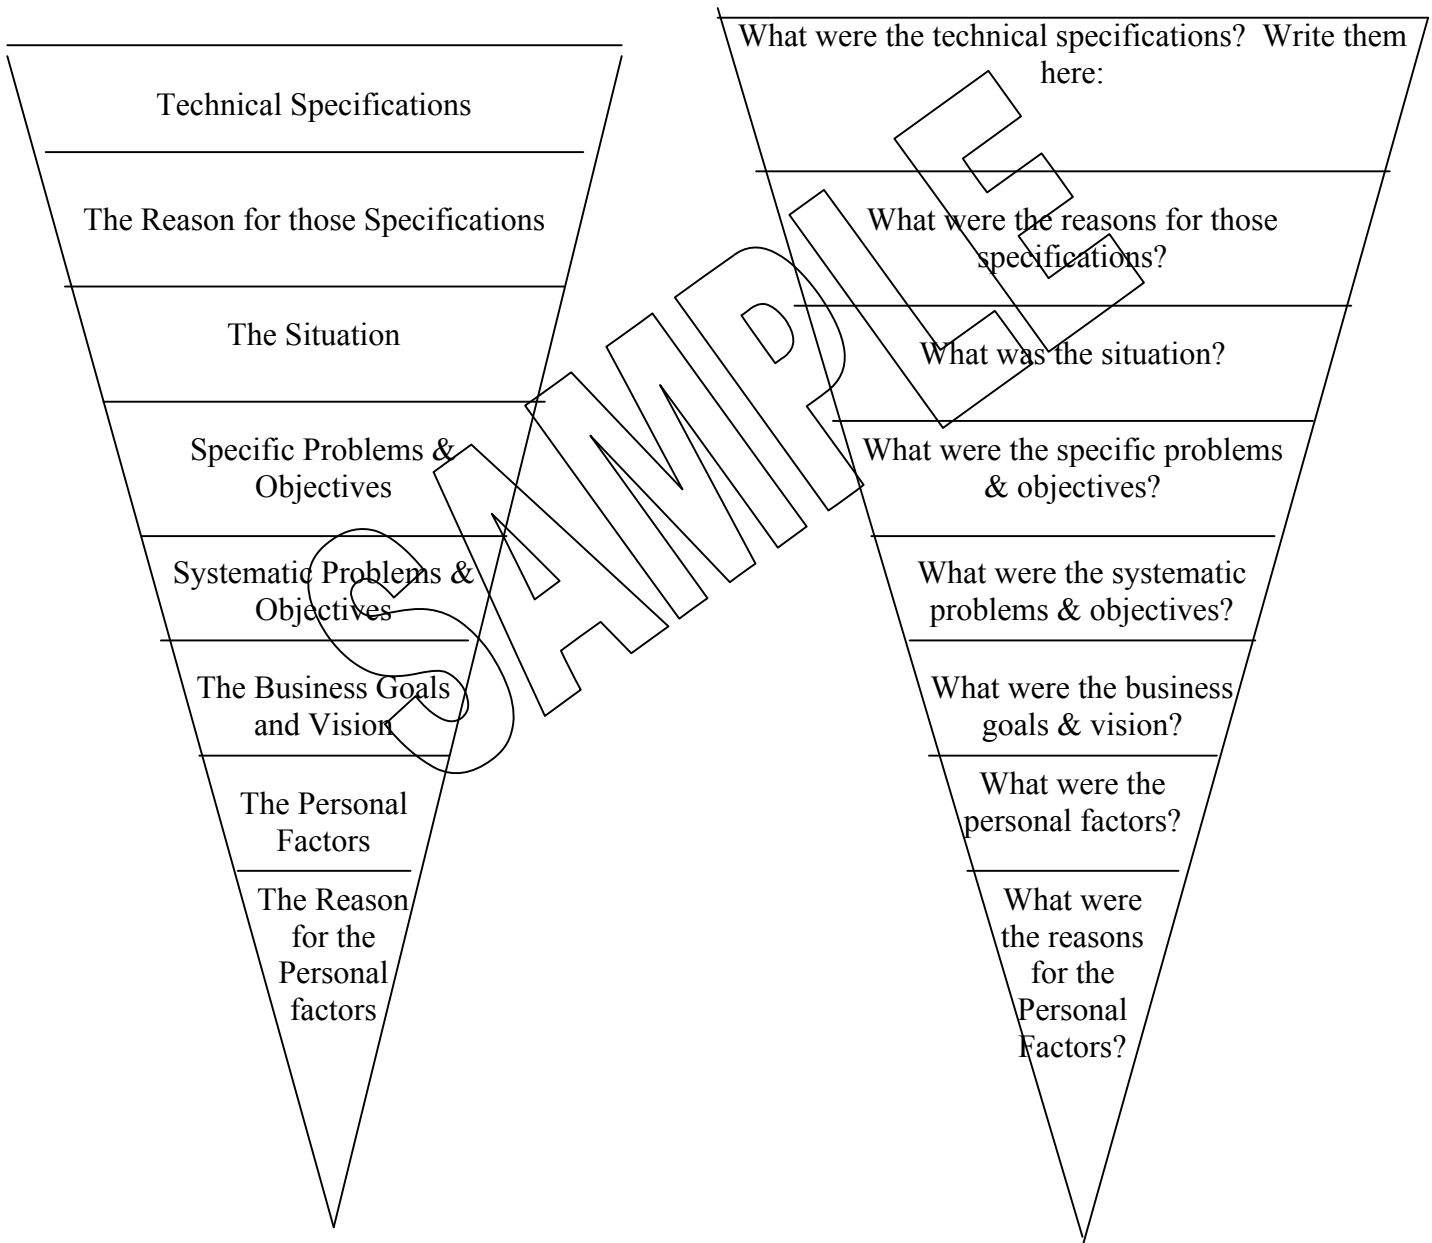 Technical Specifications
The Reason for those Specifications
The Situation
Specific Problems &
Objectives
Systematic Problems &
Objectives
The Business Goals
and Vision
The Personal
Factors
The Reason
for the
Personal
factors
What were the technical specifications?  Write them
here:
What were the reasons for those
specifications?
What was the situation?
What were the specific problems
& objectives?
What were the systematic
problems & objectives?
What were the business
goals & vision?
What were the
personal factors?
What were
the reasons
for the
Personal
Factors?
SAMPLE